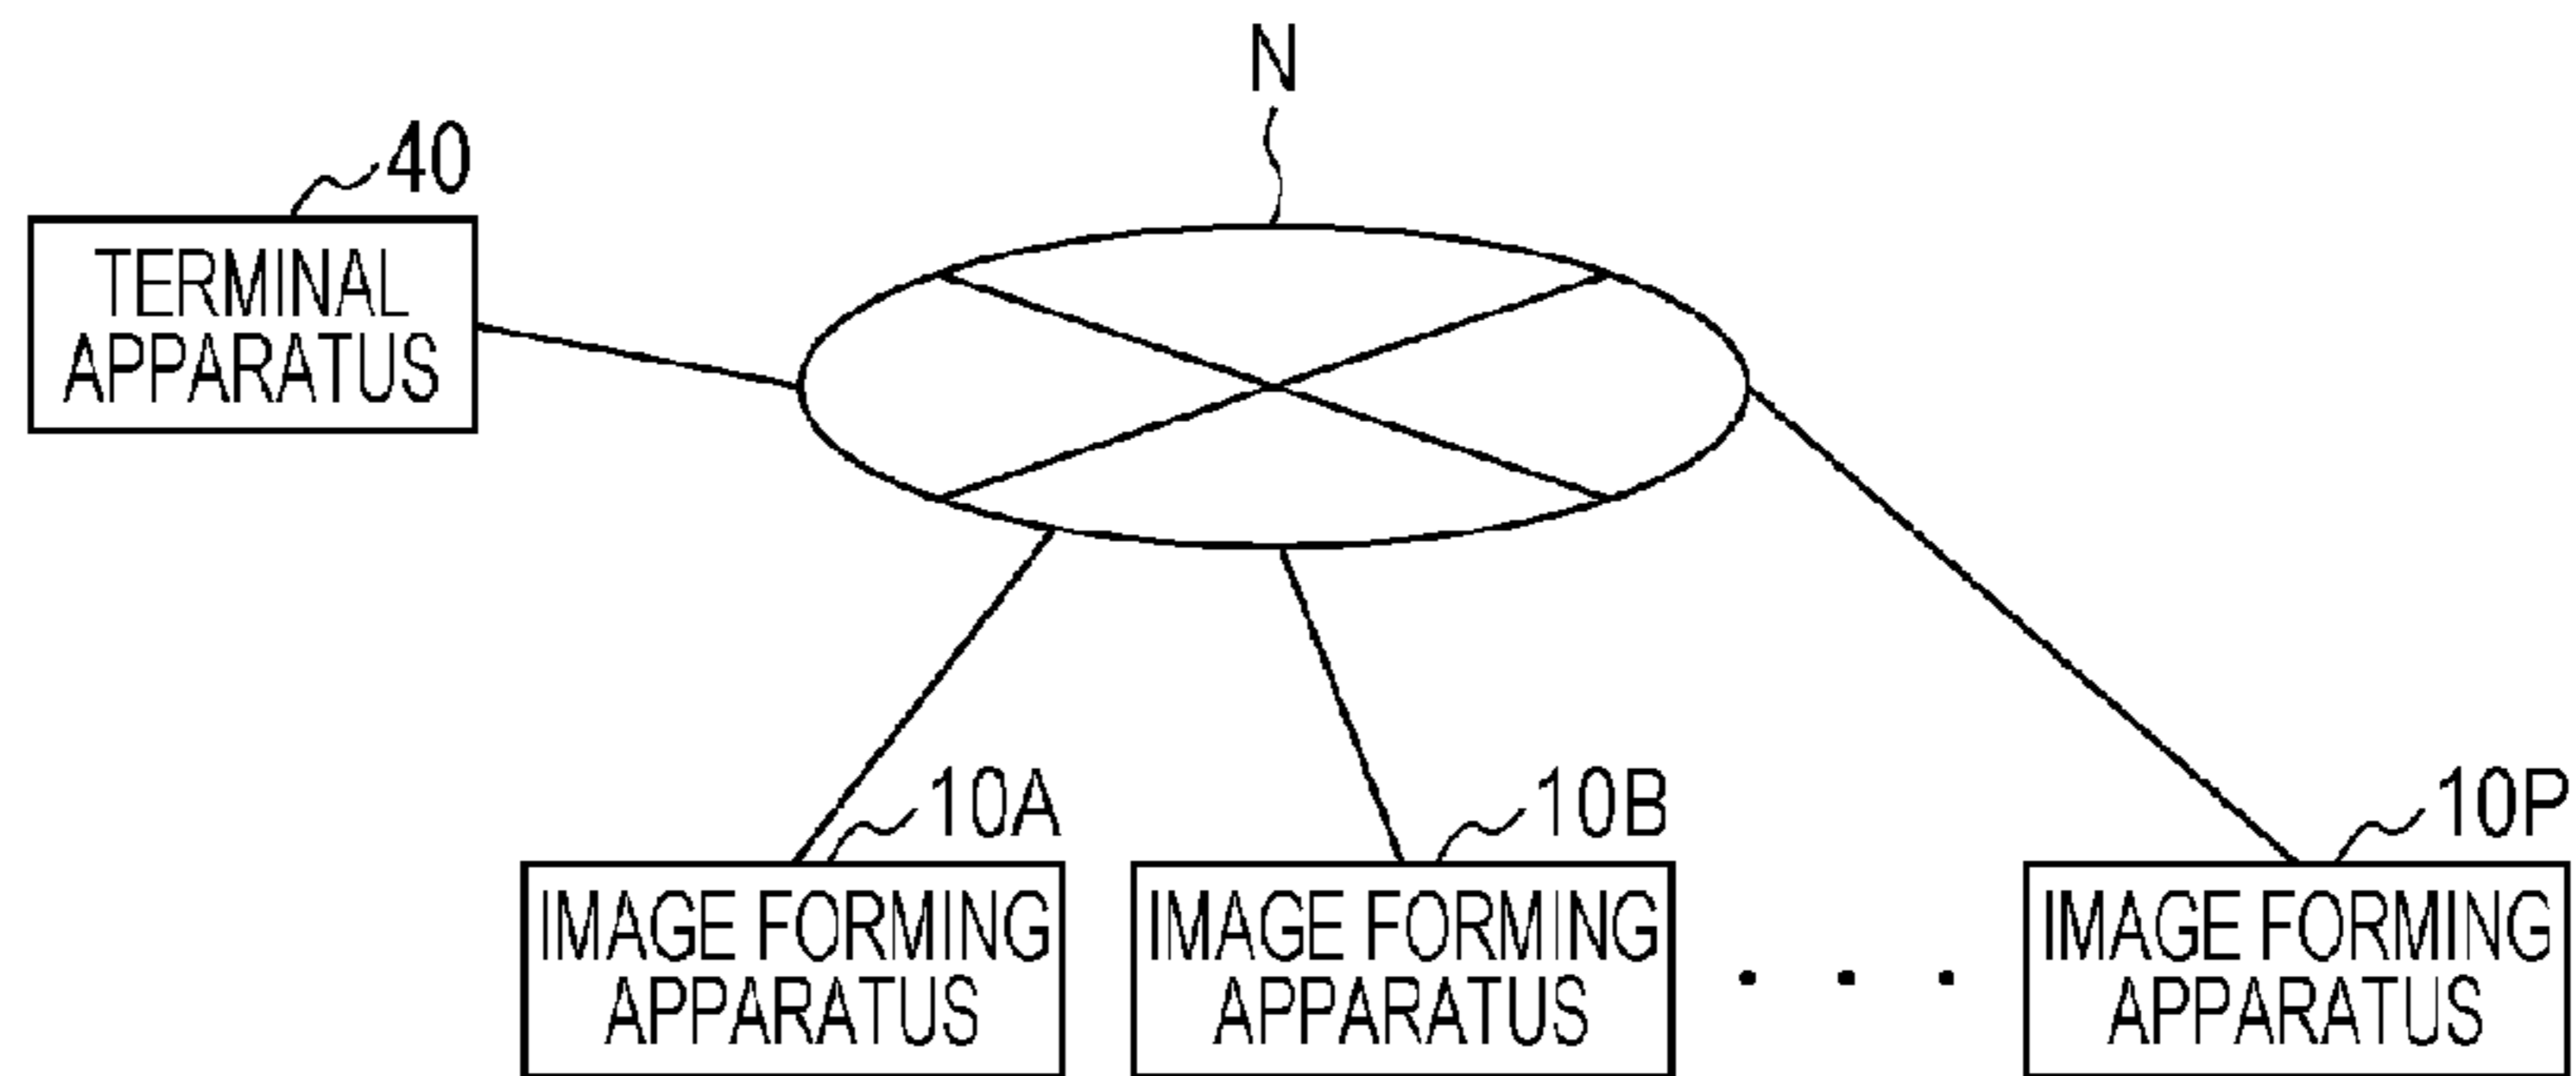 N
40
TERMINAL
APPARATUS
10A
IMAGE FORMING
APPARATUS
10B
IMAGE FORMING
APPARATUS
. . .
10P
IMAGE FORMING
APPARATUS